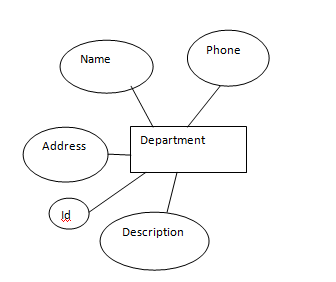 Phone
Name
Department
Address
Id
Description